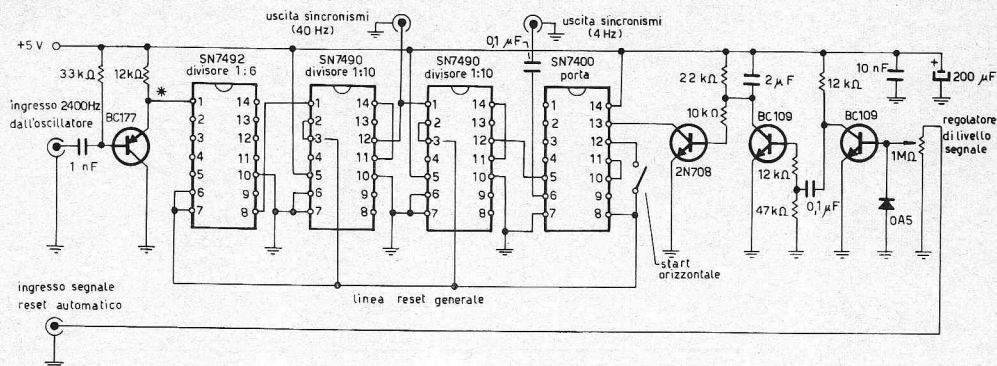 uscita sincronismi
(40 Hz)
uscita sincronismi
(4 Hz)
+5 V
33 kΩ
12 kΩ
SN7492
divisore 1:6
SN7490
divisore 1:10
SN7490
divisore 1:10
0,1 µF
SN7400
porta
22 kΩ
2 µF
12 kΩ
10 nF
+
200 µF
ingresso 2400Hz
dall'oscillatore
BC177
*
1 nF
10 kΩ
BC109
BC109
regolatore
di livello
segnale
1 14
2 13
3 12
4 11
5 10
6 9
7 8
1 14
2 13
3 12
4 11
5 10
6 9
7 8
1 14
2 13
3 12
4 11
5 10
6 9
7 8
1 14
2 13
3 12
4 11
5 10
6 9
7 8
2N708
12 kΩ
47 kΩ
0,1 µF
1MΩ
OA5
start
orizzontale
linea reset generale
ingresso segnale
reset automatico